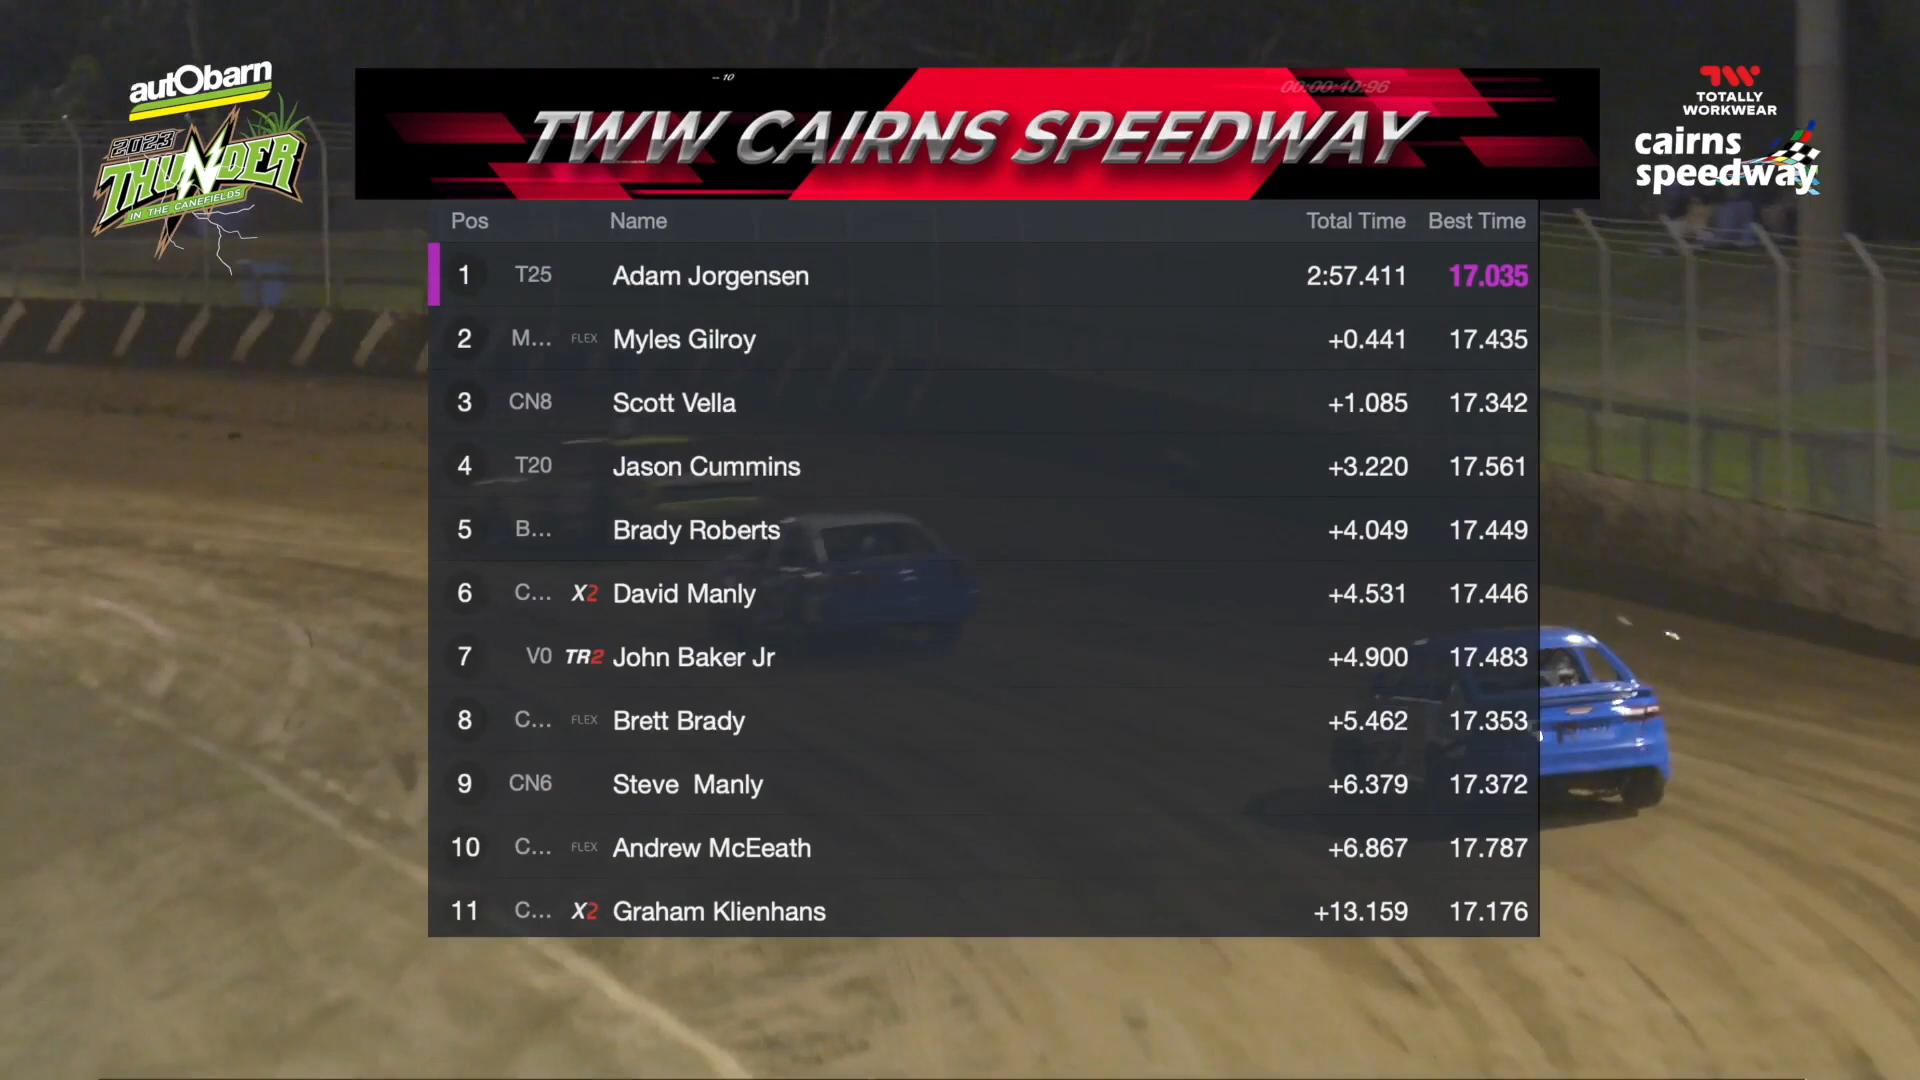 autObarn
2023
THUNDER
IN THE CANEFIELDS
-- 10
00:00:10:96
TWW CAIRNS SPEEDWAY
TOTALLY
WORKWEAR
cairns
speedway
Pos Name Total Time Best Time
1 T25 Adam Jorgensen 2:57.411 17.035
2 M... FLEX Myles Gilroy +0.441 17.435
3 CN8 Scott Vella +1.085 17.342
4 T20 Jason Cummins +3.220 17.561
5 B... Brady Roberts +4.049 17.449
6 C... X2 David Manly +4.531 17.446
7 V0 TR2 John Baker Jr +4.900 17.483
8 C... FLEX Brett Brady +5.462 17.353
9 CN6 Steve  Manly +6.379 17.372
10 C... FLEX Andrew McEeath +6.867 17.787
11 C... X2 Graham Klienhans +13.159 17.176